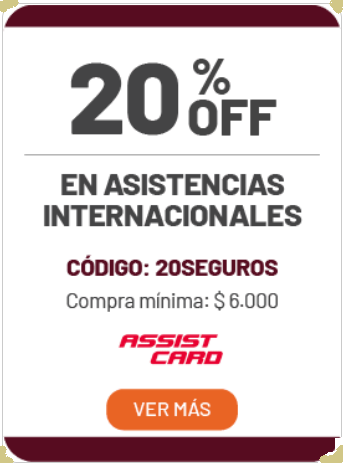 20% OFF
EN ASISTENCIAS
INTERNACIONALES
CÓDIGO: 20SEGUROS
Compra mínima: $ 6.000
ASSIST
CARD
VER MÁS